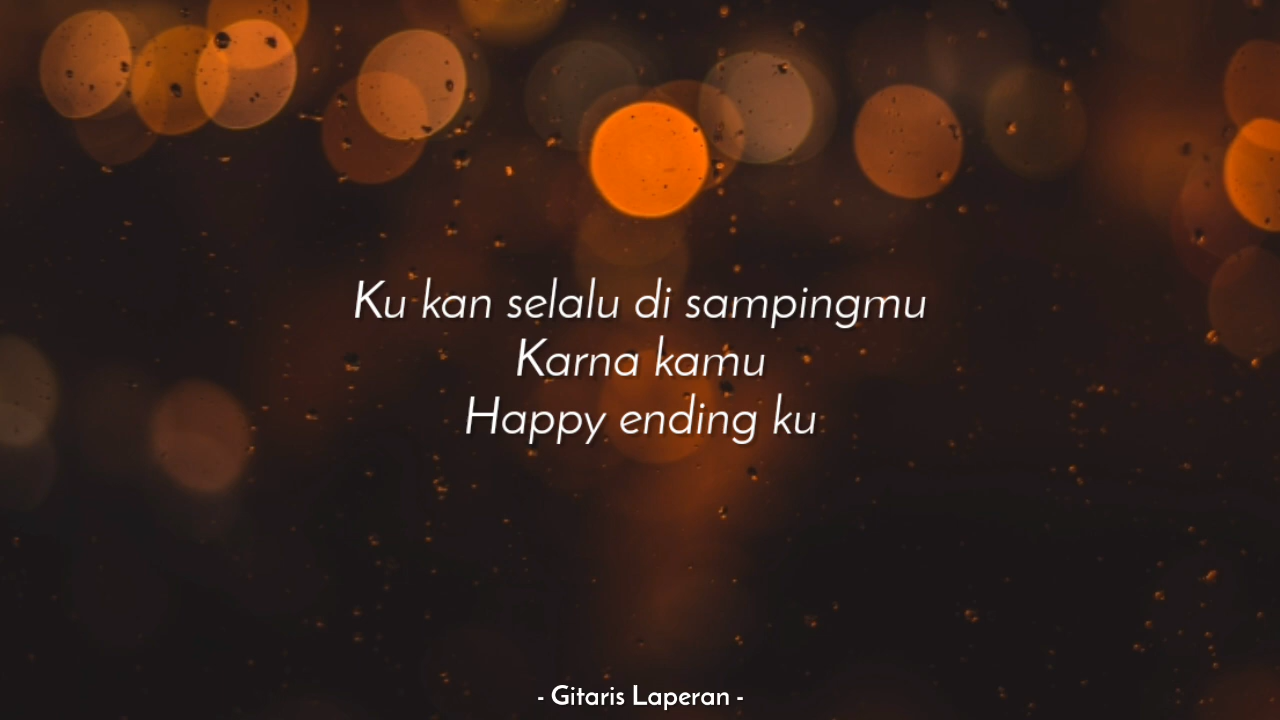 Ku kan selalu di sampingmu
Karna kamu
Happy ending ku
- Gitaris Laperan -